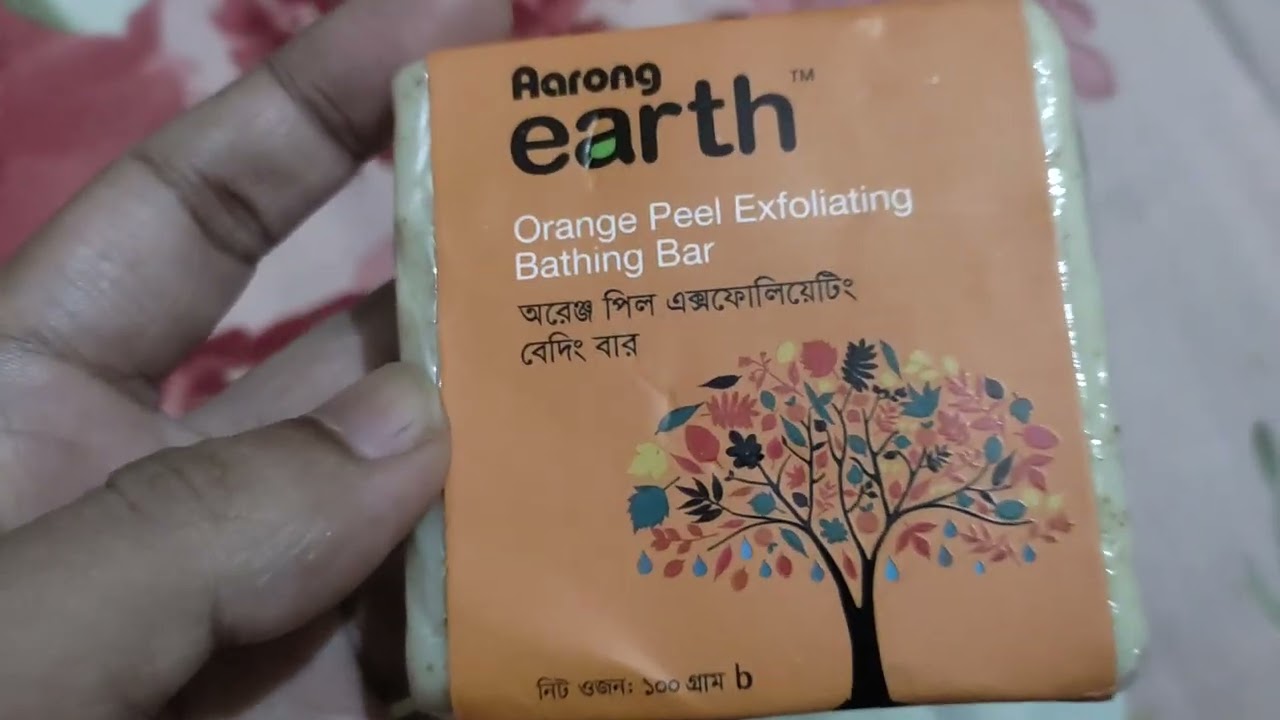 Aarong
earth™
Orange Peel Exfoliating
Bathing Bar
অরেঞ্জ পিল এক্সফোলিয়েটিং
বেদিং বার
নিট ওজন: ১০০ গ্রাম b